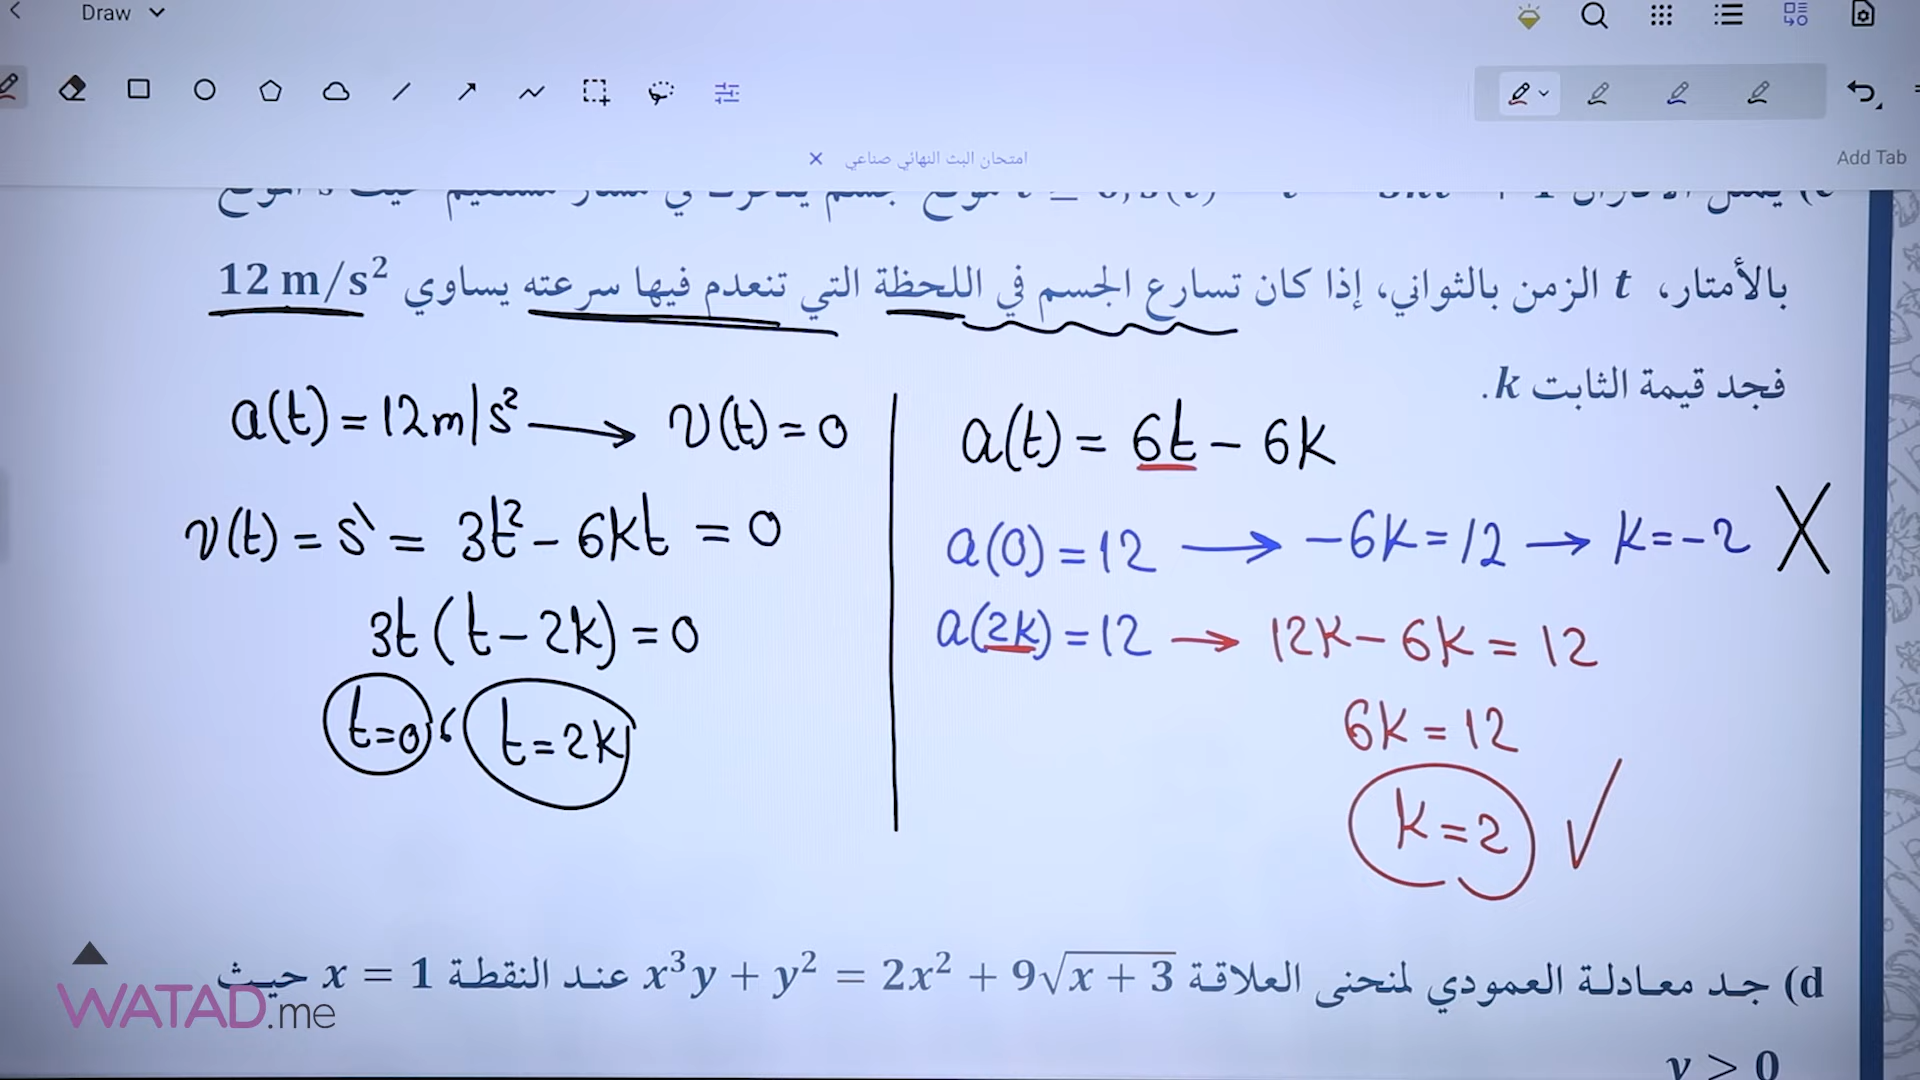 Draw
امتحان البث النهائي صناعي
Add Tab
بالأمتار، t الزمن بالثواني، إذا كان تسارع الجسم في اللحظة التي تنعدم فيها سرعته يساوي 12 m/s²
فجد قيمة الثابت k.
a(t) = 12m/s² → v(t) = 0
v(t) = s' = 3t² - 6kt = 0
3t(t - 2k) = 0
t=0 ، t=2k
a(t) = 6t - 6k
a(0) = 12 → -6k = 12 → k = -2 X
a(2k) = 12 → 12k - 6k = 12
6k = 12
k = 2 ✓
d) جد معادلة العمودي لمنحنى العلاقة x³y + y² = 2x² + 9√(x + 3) عند النقطة x = 1 حيث
y > 0
WATAD.me